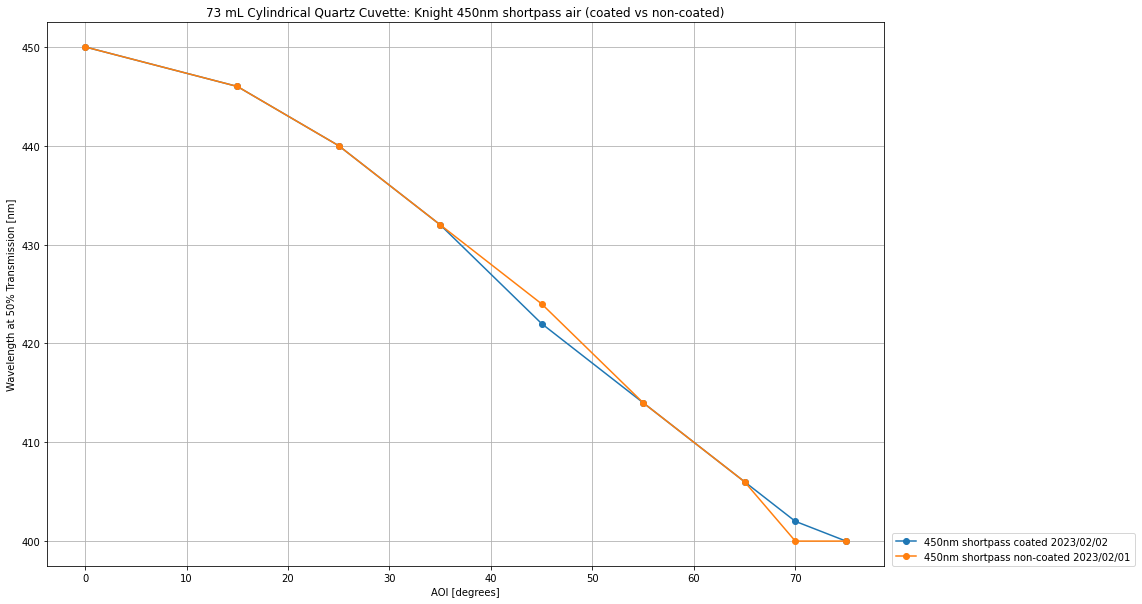 73 mL Cylindrical Quartz Cuvette: Knight 450nm shortpass air (coated vs non-coated)
Wavelength at 50% Transmission [nm]
450
440
430
420
410
400
0 10 20 30 40 50 60 70
AOI [degrees]
450nm shortpass coated 2023/02/02
450nm shortpass non-coated 2023/02/01